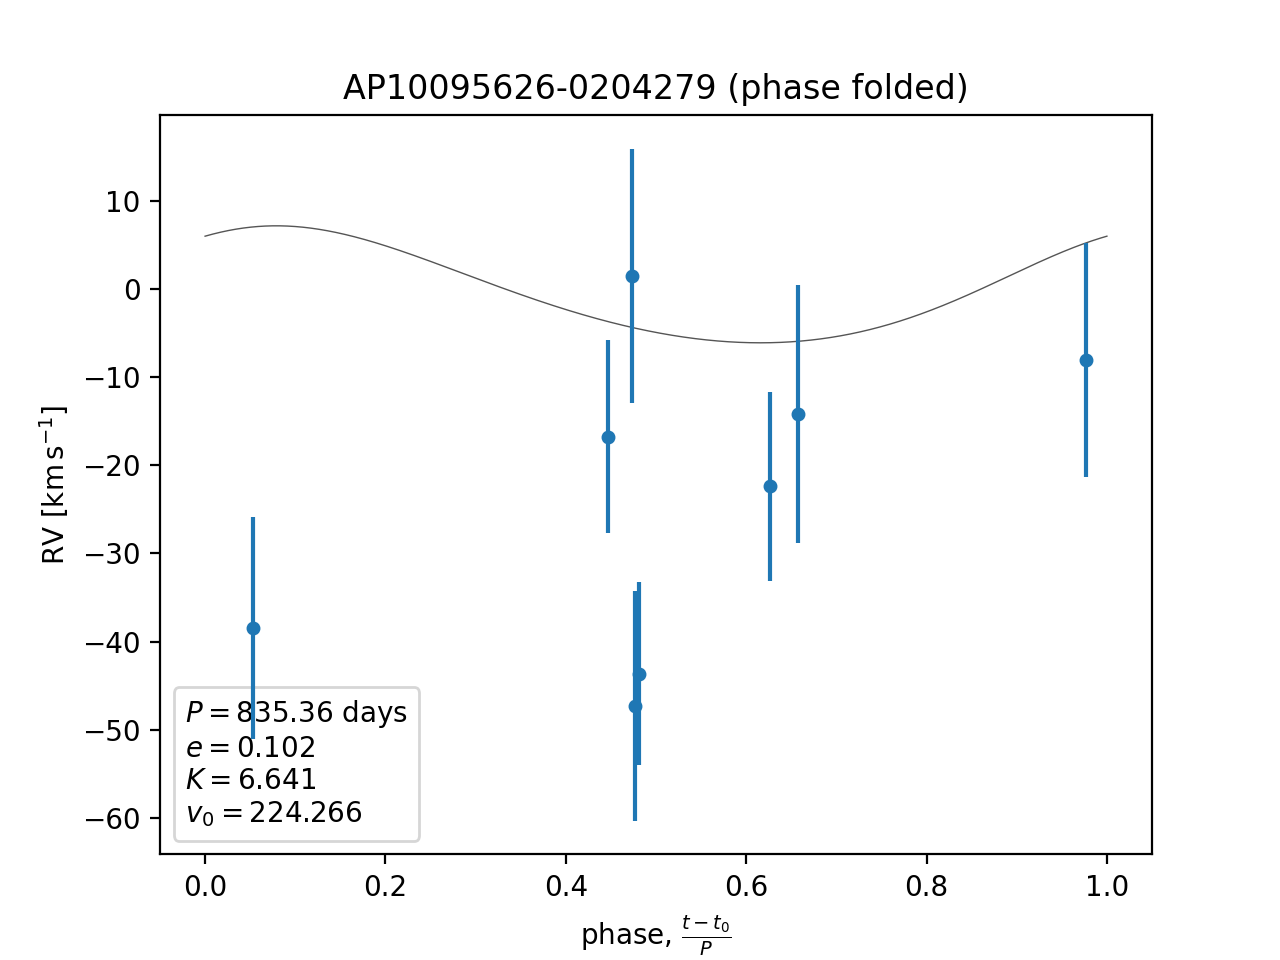 AP10095626-0204279 (phase folded)
RV [km s⁻¹]
10
0
−10
−20
−30
−40
−50
−60
P = 835.36 days
e = 0.102
K = 6.641
v₀ = 224.266
0.0 0.2 0.4 0.6 0.8 1.0
phase, (t − t₀)/P